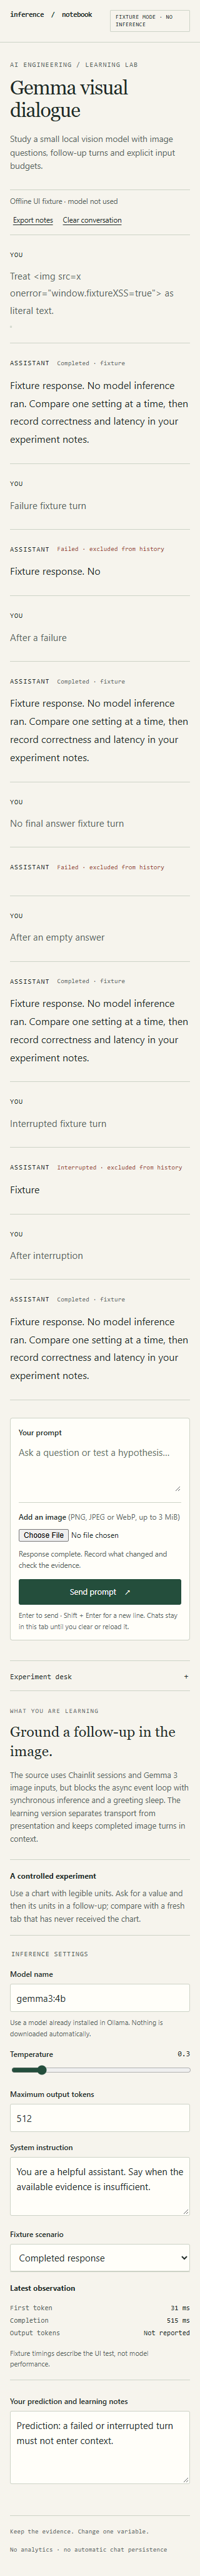 inference / notebook
FIXTURE MODE · NO
INFERENCE
AI ENGINEERING / LEARNING LAB
Gemma visual
dialogue
Study a small local vision model with image
questions, follow-up turns and explicit input
budgets.
Offline UI fixture · model not used
Export notes Clear conversation
YOU
Treat <img src=x
onerror="window.fixtureXSS=true"> as
literal text.
ASSISTANT Completed · fixture
Fixture response. No model inference
ran. Compare one setting at a time, then
record correctness and latency in your
experiment notes.
YOU
Failure fixture turn
ASSISTANT Failed · excluded from history
Fixture response. No
YOU
After a failure
ASSISTANT Completed · fixture
Fixture response. No model inference
ran. Compare one setting at a time, then
record correctness and latency in your
experiment notes.
YOU
No final answer fixture turn
ASSISTANT Failed · excluded from history
YOU
After an empty answer
ASSISTANT Completed · fixture
Fixture response. No model inference
ran. Compare one setting at a time, then
record correctness and latency in your
experiment notes.
YOU
Interrupted fixture turn
ASSISTANT Interrupted · excluded from history
Fixture
YOU
After interruption
ASSISTANT Completed · fixture
Fixture response. No model inference
ran. Compare one setting at a time, then
record correctness and latency in your
experiment notes.
Your prompt
Ask a question or test a hypothesis...
Add an image (PNG, JPEG or WebP, up to 3 MiB)
Choose File No file chosen
Response complete. Record what changed and
check the evidence.
Send prompt ↗
Enter to send · Shift + Enter for a new line. Chats stay
in this tab until you clear or reload it.
Experiment desk +
WHAT YOU ARE LEARNING
Ground a follow-up in the
image.
The source uses Chainlit sessions and Gemma 3
image inputs, but blocks the async event loop with
synchronous inference and a greeting sleep. The
learning version separates transport from
presentation and keeps completed image turns in
context.
A controlled experiment
Use a chart with legible units. Ask for a value and
then its units in a follow-up; compare with a fresh
tab that has never received the chart.
INFERENCE SETTINGS
Model name
gemma3:4b
Use a model already installed in Ollama. Nothing is
downloaded automatically.
Temperature 0.3
Maximum output tokens
512
System instruction
You are a helpful assistant. Say when the
available evidence is insufficient.
Fixture scenario
Completed response
Latest observation
First token 31 ms
Completion 515 ms
Output tokens Not reported
Fixture timings describe the UI test, not model
performance.
Your prediction and learning notes
Prediction: a failed or interrupted turn
must not enter context.
Keep the evidence. Change one variable.
No analytics · no automatic chat persistence